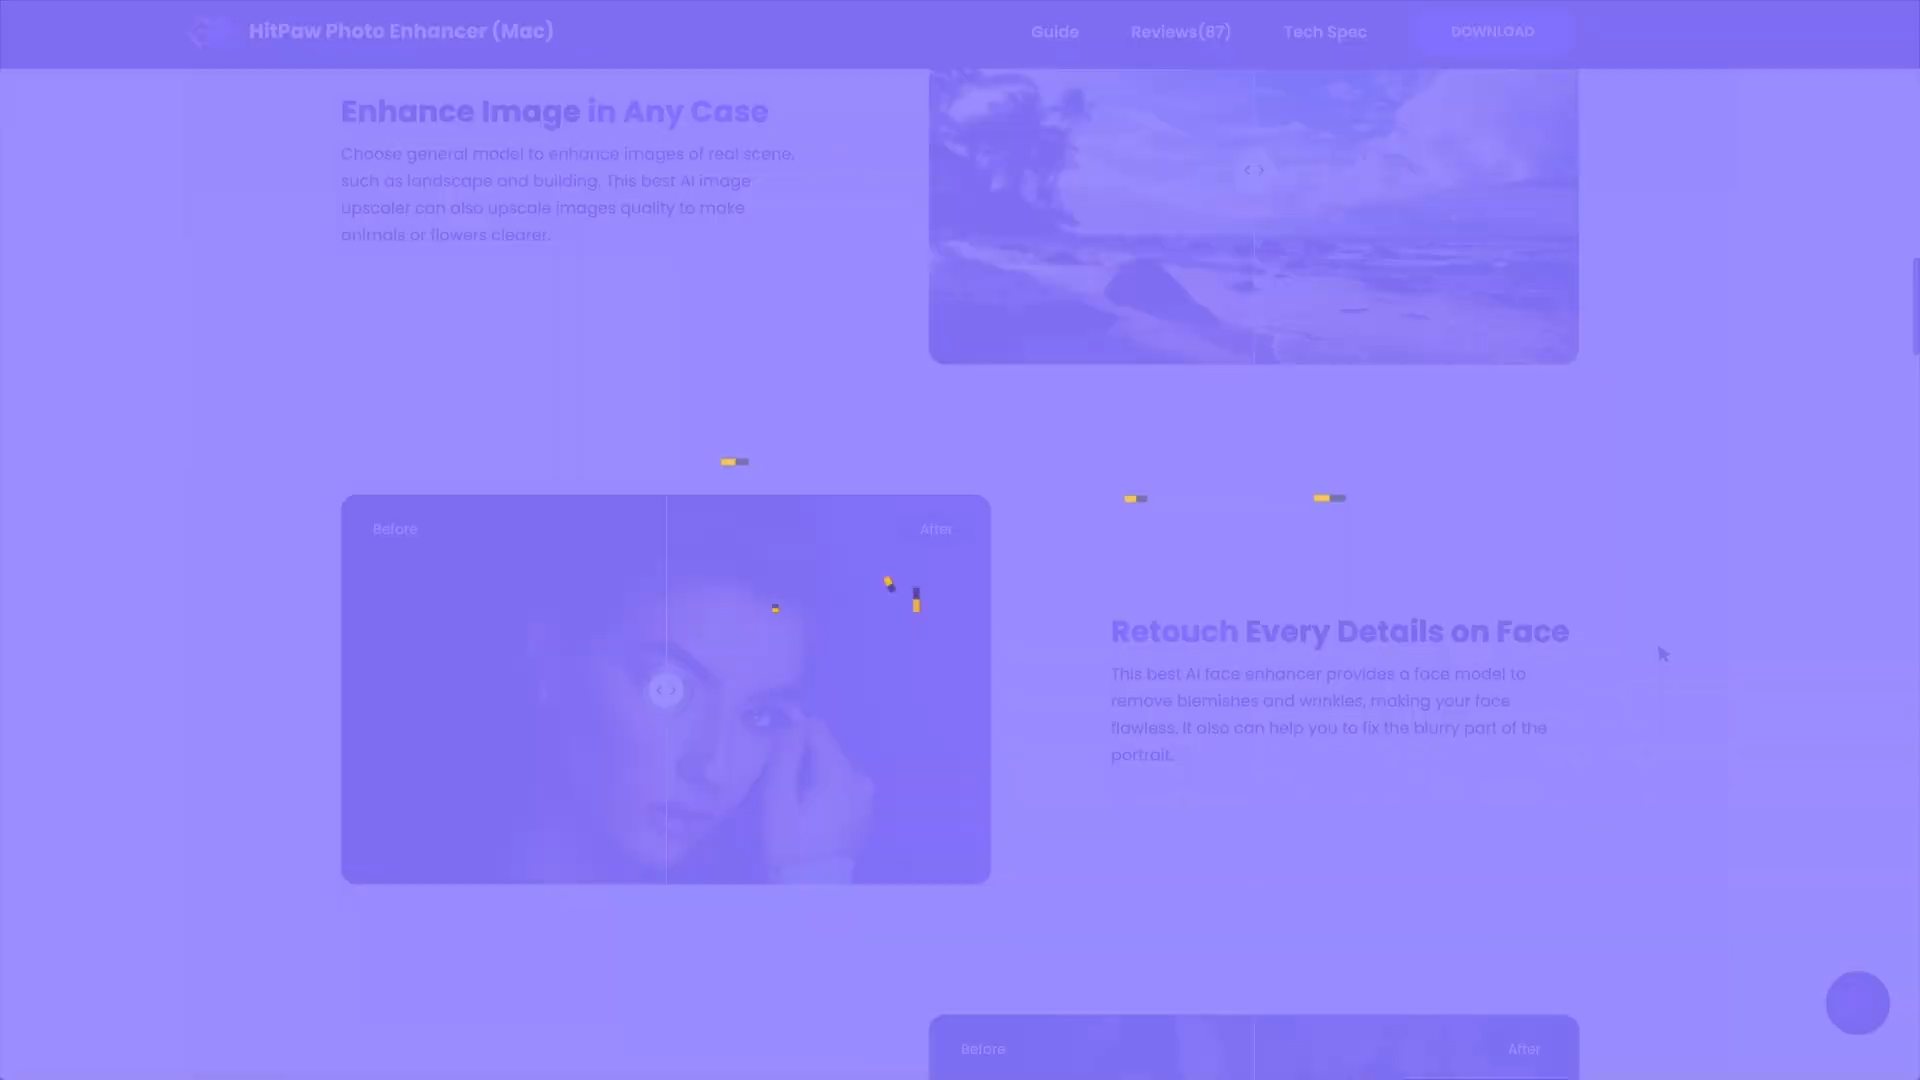 HitPaw Photo Enhancer (Mac)
Guide
Reviews(87)
Tech Spec
DOWNLOAD
Enhance Image in Any Case
Choose general model to enhance images of real scene,
such as landscape and building. This best AI image
upscaler can also upscale images quality to make
animals or flowers clearer.
Before
After
Retouch Every Details on Face
This best AI face enhancer provides a face model to
remove blemishes and wrinkles, making your face
flawless. It also can help you to fix the blurry part of the
portrait.
Before
After